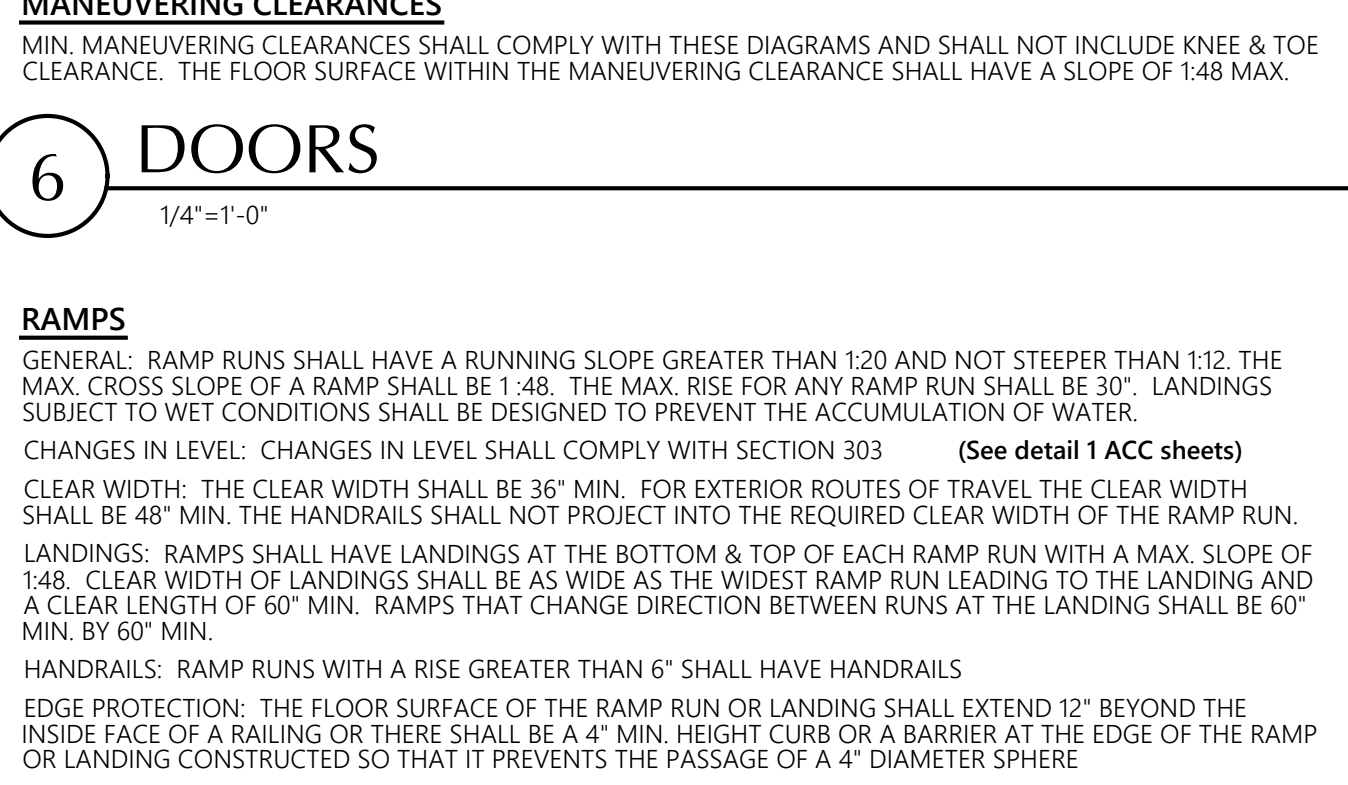 MANEUVERING CLEARANCES
MIN. MANEUVERING CLEARANCES SHALL COMPLY WITH THESE DIAGRAMS AND SHALL NOT INCLUDE KNEE & TOE
CLEARANCE. THE FLOOR SURFACE WITHIN THE MANEUVERING CLEARANCE SHALL HAVE A SLOPE OF 1:48 MAX.
6 DOORS
1/4"=1'-0"
RAMPS
GENERAL: RAMP RUNS SHALL HAVE A RUNNING SLOPE GREATER THAN 1:20 AND NOT STEEPER THAN 1:12. THE
MAX. CROSS SLOPE OF A RAMP SHALL BE 1 :48. THE MAX. RISE FOR ANY RAMP RUN SHALL BE 30". LANDINGS
SUBJECT TO WET CONDITIONS SHALL BE DESIGNED TO PREVENT THE ACCUMULATION OF WATER.
CHANGES IN LEVEL: CHANGES IN LEVEL SHALL COMPLY WITH SECTION 303 (See detail 1 ACC sheets)
CLEAR WIDTH: THE CLEAR WIDTH SHALL BE 36" MIN. FOR EXTERIOR ROUTES OF TRAVEL THE CLEAR WIDTH
SHALL BE 48" MIN. THE HANDRAILS SHALL NOT PROJECT INTO THE REQUIRED CLEAR WIDTH OF THE RAMP RUN.
LANDINGS: RAMPS SHALL HAVE LANDINGS AT THE BOTTOM & TOP OF EACH RAMP RUN WITH A MAX. SLOPE OF
1:48. CLEAR WIDTH OF LANDINGS SHALL BE AS WIDE AS THE WIDEST RAMP RUN LEADING TO THE LANDING AND
A CLEAR LENGTH OF 60" MIN. RAMPS THAT CHANGE DIRECTION BETWEEN RUNS AT THE LANDING SHALL BE 60"
MIN. BY 60" MIN.
HANDRAILS: RAMP RUNS WITH A RISE GREATER THAN 6" SHALL HAVE HANDRAILS
EDGE PROTECTION: THE FLOOR SURFACE OF THE RAMP RUN OR LANDING SHALL EXTEND 12" BEYOND THE
INSIDE FACE OF A RAILING OR THERE SHALL BE A 4" MIN. HEIGHT CURB OR A BARRIER AT THE EDGE OF THE RAMP
OR LANDING CONSTRUCTED SO THAT IT PREVENTS THE PASSAGE OF A 4" DIAMETER SPHERE